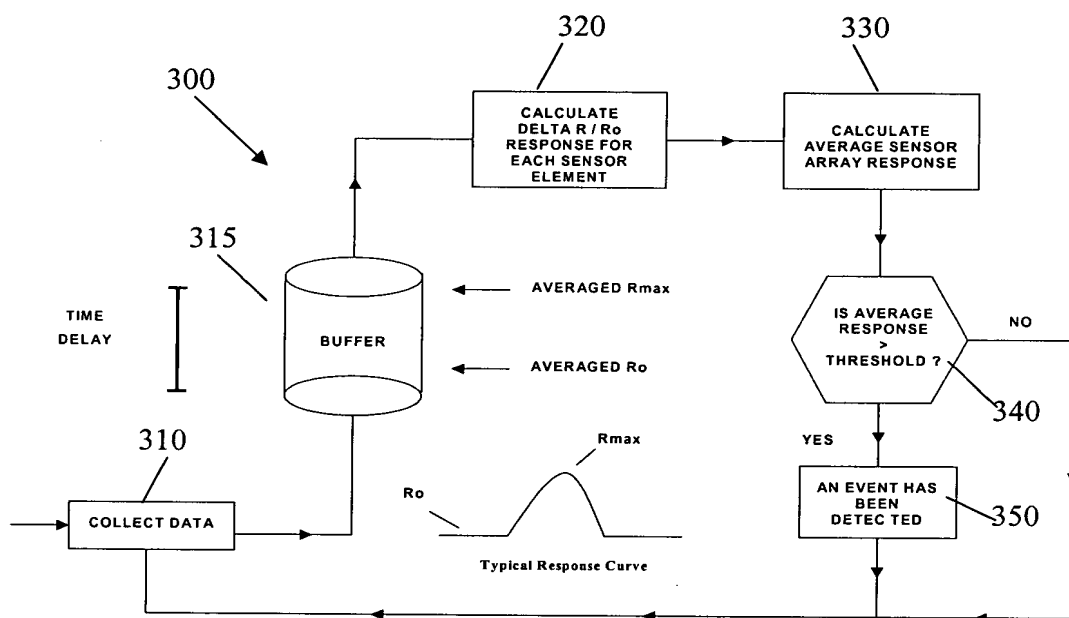 300
320
330
CALCULATE
DELTA R / Ro
RESPONSE FOR
EACH SENSOR
ELEMENT
CALCULATE
AVERAGE SENSOR
ARRAY RESPONSE
315
TIME
DELAY
BUFFER
AVERAGED Rmax
AVERAGED Ro
IS AVERAGE
RESPONSE
>
THRESHOLD ?
NO
340
YES
310
COLLECT DATA
Rmax
Ro
Typical Response Curve
AN EVENT HAS
BEEN
DETEC TED
350